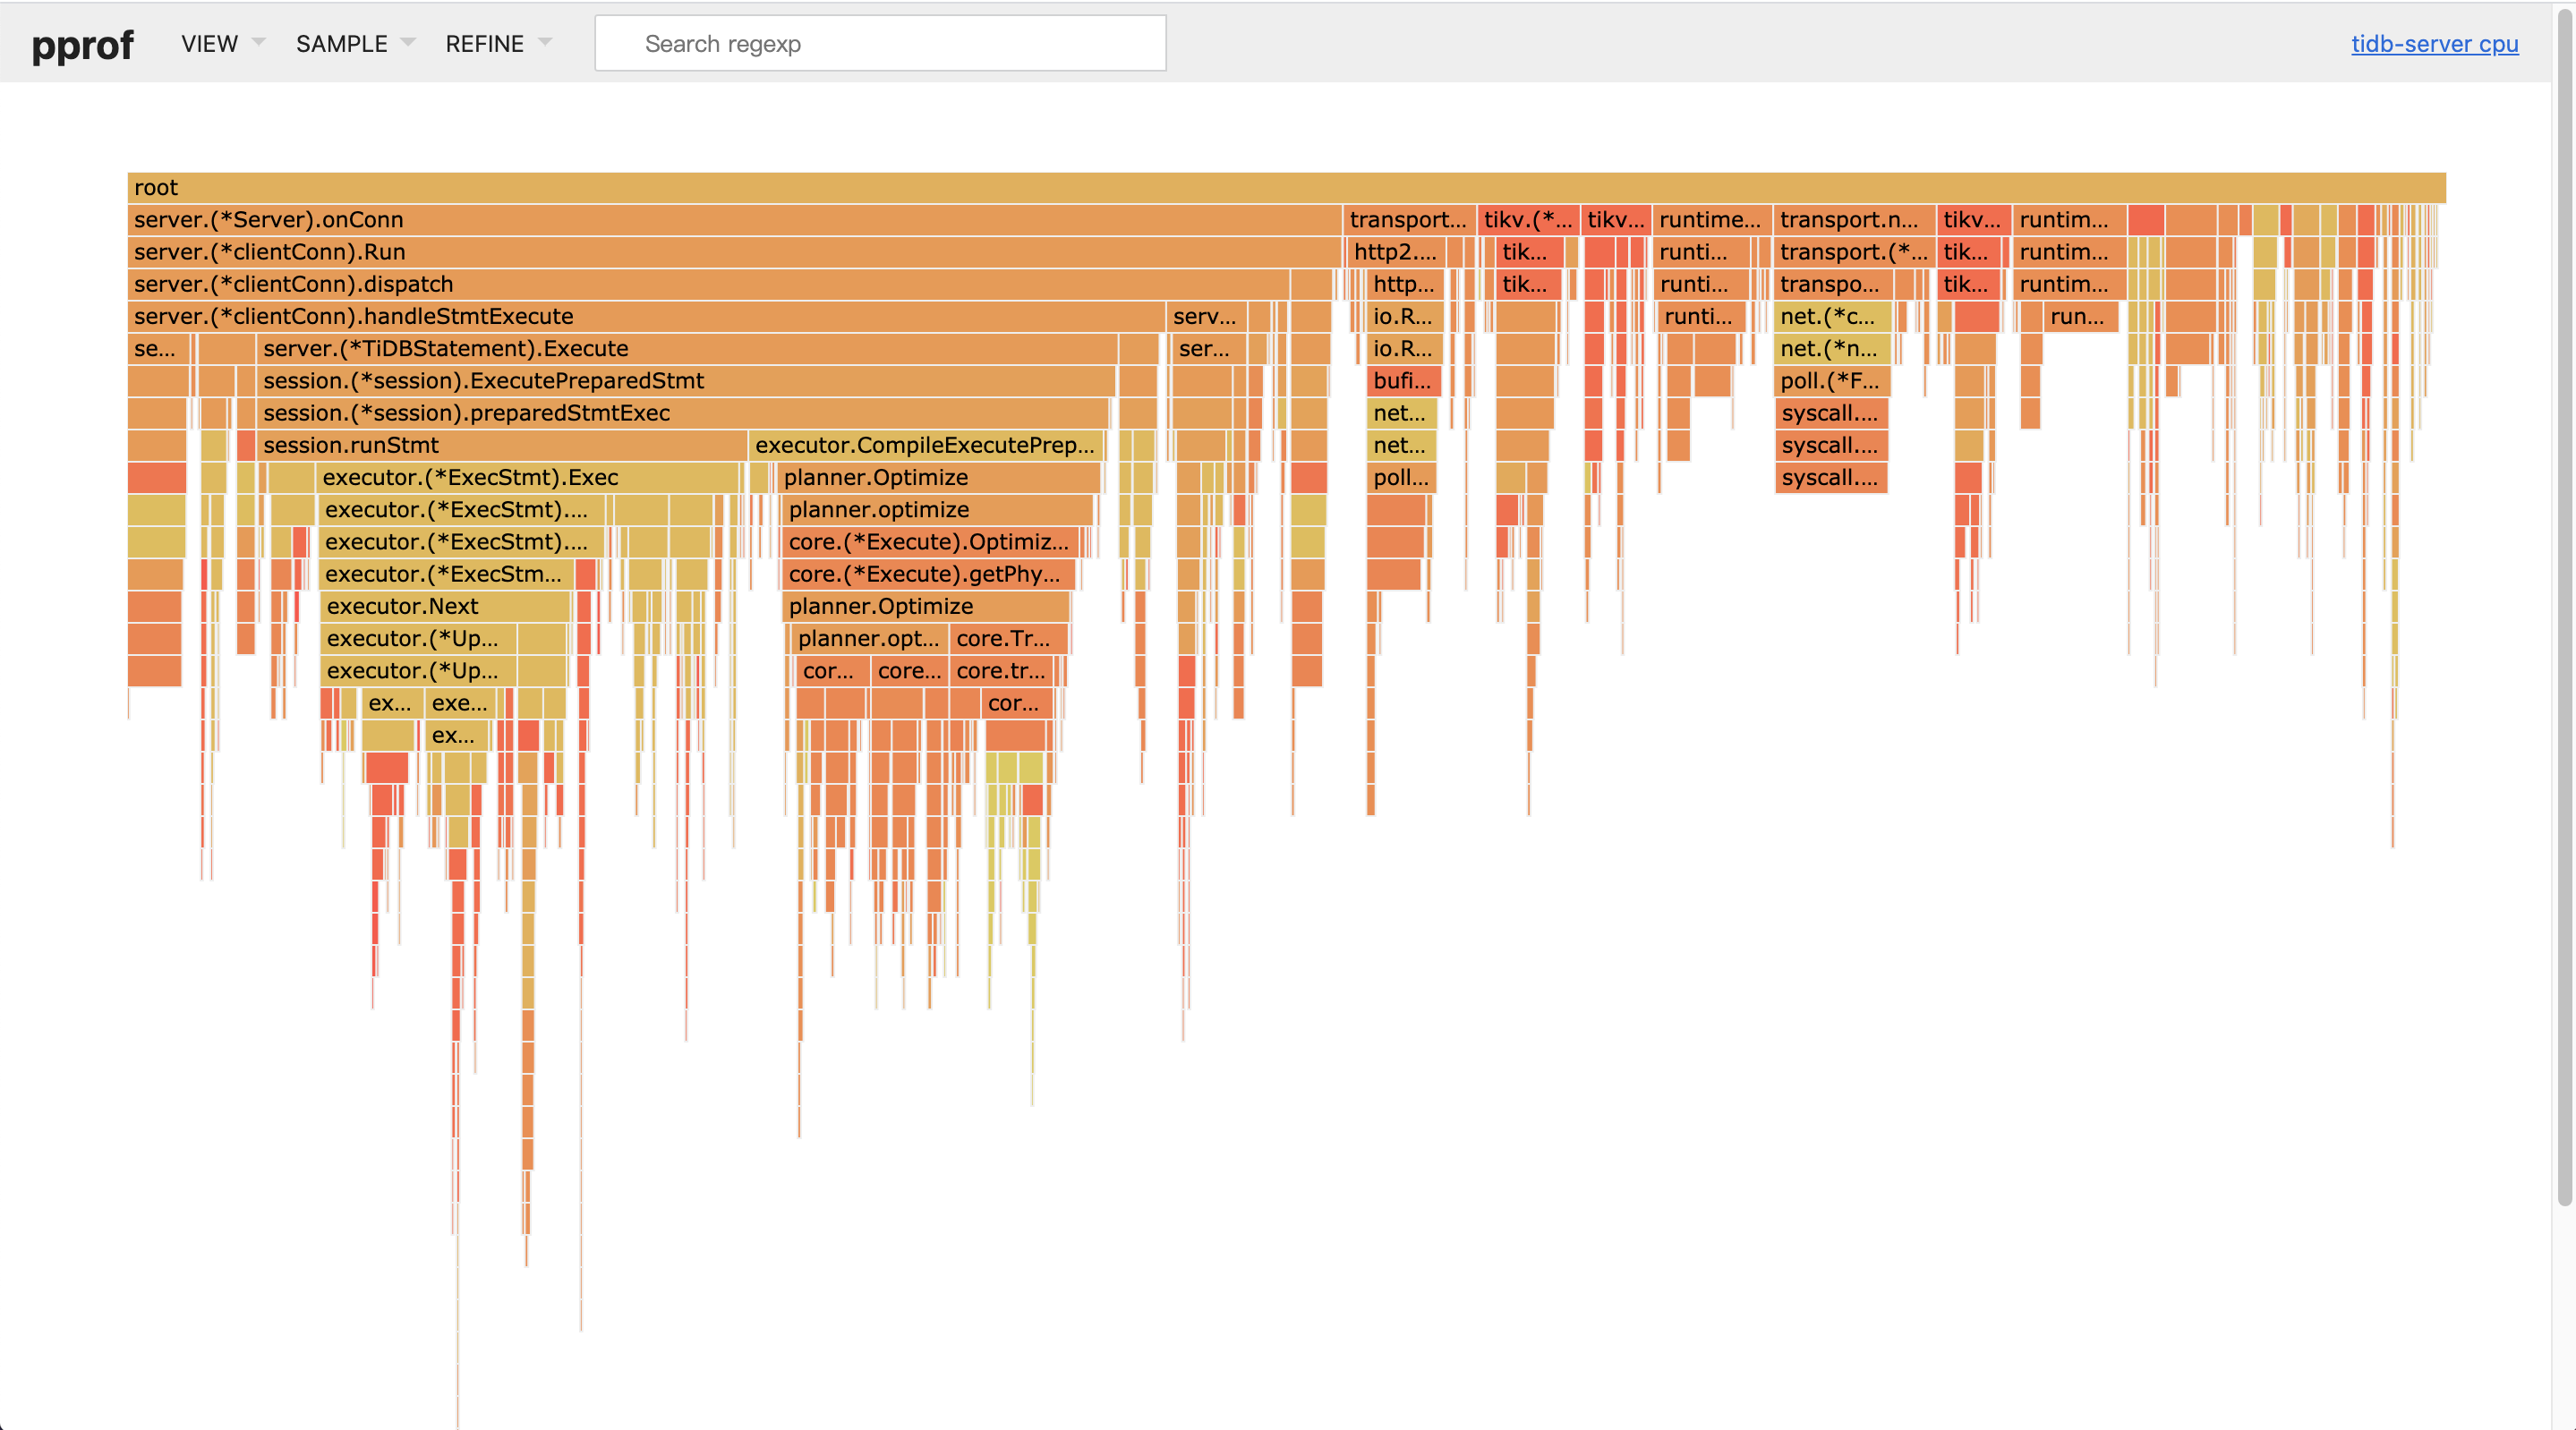 pprof VIEW SAMPLE REFINE Search regexp tidb-server cpu
root
server.(*Server).onConn transport... tikv.(*... tikv... runtime... transport.n... tikv... runtim...
server.(*clientConn).Run http2.... tik... runti... transport.(*... tik... runtim...
server.(*clientConn).dispatch http... tik... runti... transpo... tik... runtim...
server.(*clientConn).handleStmtExecute serv... io.R... runti... net.(*c... run...
se... server.(*TiDBStatement).Execute ser... io.R... net.(*n...
session.(*session).ExecutePreparedStmt bufi... poll.(*F...
session.(*session).preparedStmtExec net... syscall....
session.runStmt executor.CompileExecutePrep... net... syscall....
executor.(*ExecStmt).Exec planner.Optimize poll... syscall....
executor.(*ExecStmt).... planner.optimize
executor.(*ExecStmt).... core.(*Execute).Optimiz...
executor.(*ExecStm... core.(*Execute).getPhy...
executor.Next planner.Optimize
executor.(*Up... planner.opt... core.Tr...
executor.(*Up... cor... core... core.tr...
ex... exe... cor...
ex...